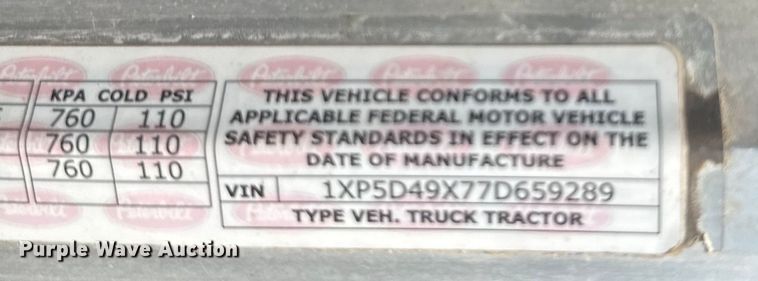 KPA COLD PSI
760 110
760 110
760 110
THIS VEHICLE CONFORMS TO ALL
APPLICABLE FEDERAL MOTOR VEHICLE
SAFETY STANDARDS IN EFFECT ON THE
DATE OF MANUFACTURE
VIN 1XP5D49X77D659289
TYPE VEH. TRUCK TRACTOR
Purple Wave Auction